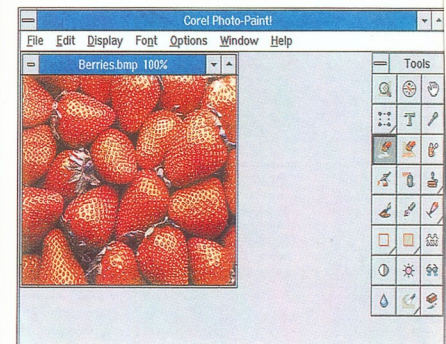 Corel Photo-Paint!
File Edit Display Font Options Window Help
Berries.bmp 100%
Tools
T